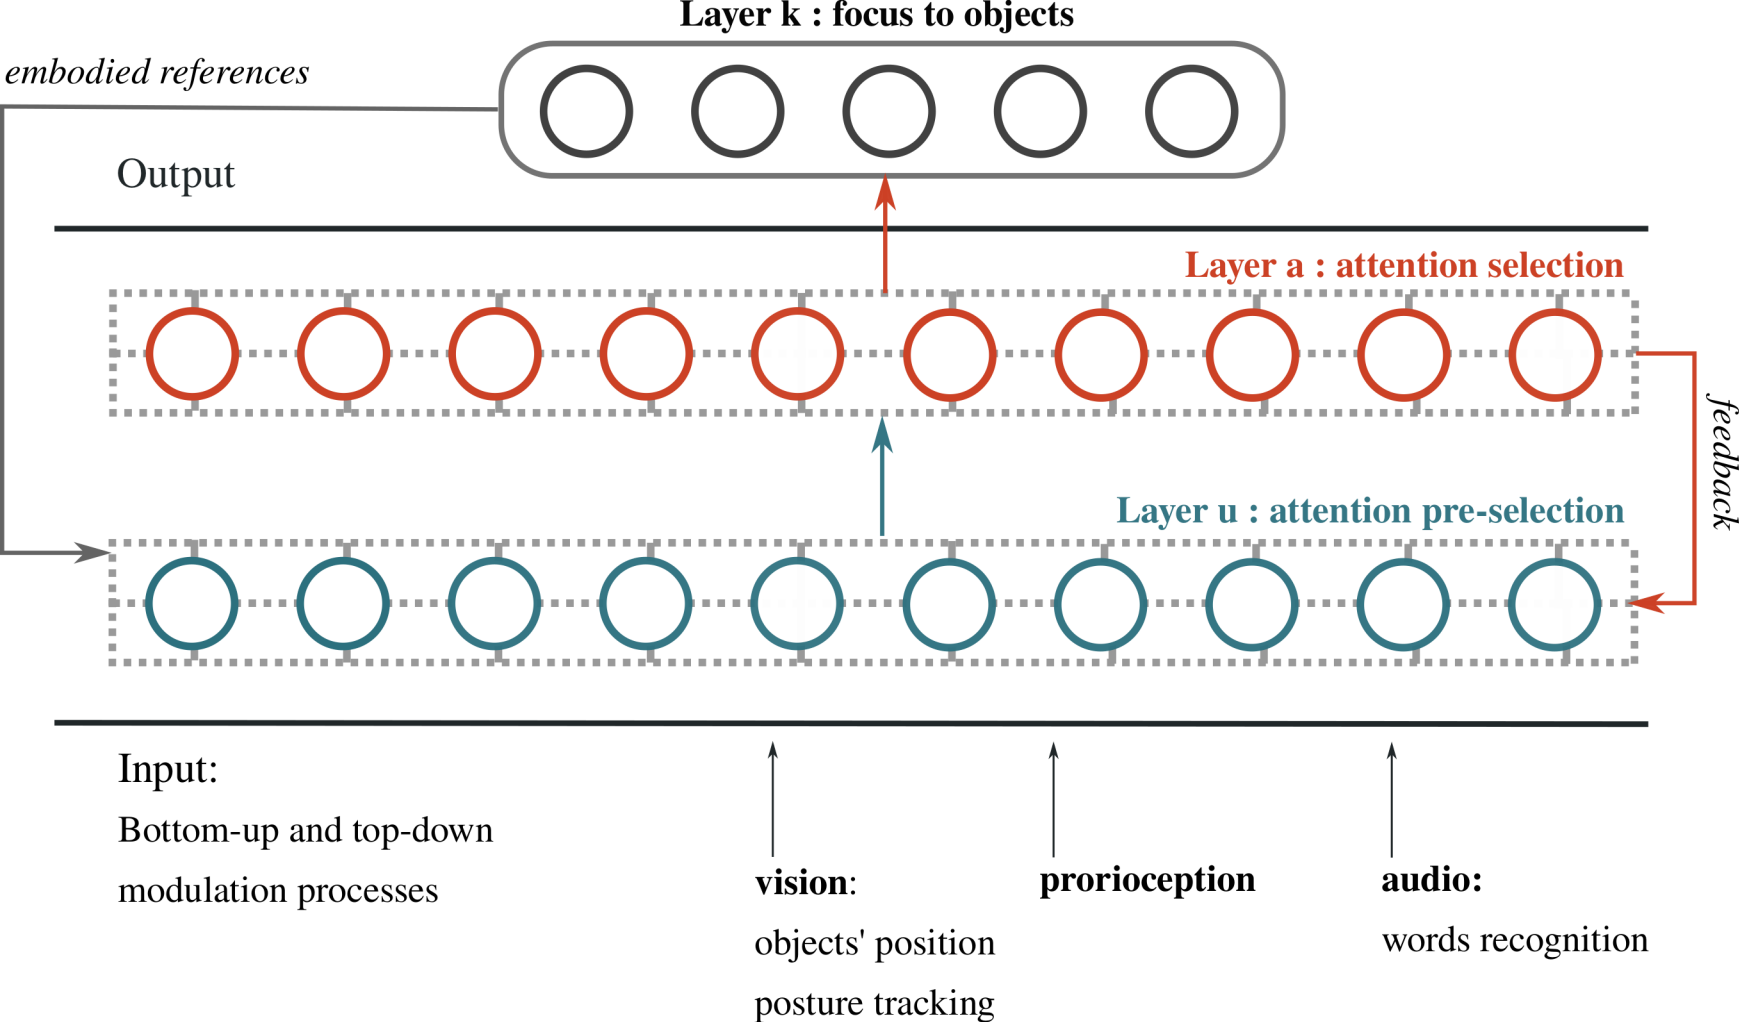 Layer k : focus to objects
embodied references
Output
Layer a : attention selection
feedback
Layer u : attention pre-selection
Input:
Bottom-up and top-down
modulation processes
vision:
objects' position
posture tracking
prorioception
audio:
words recognition